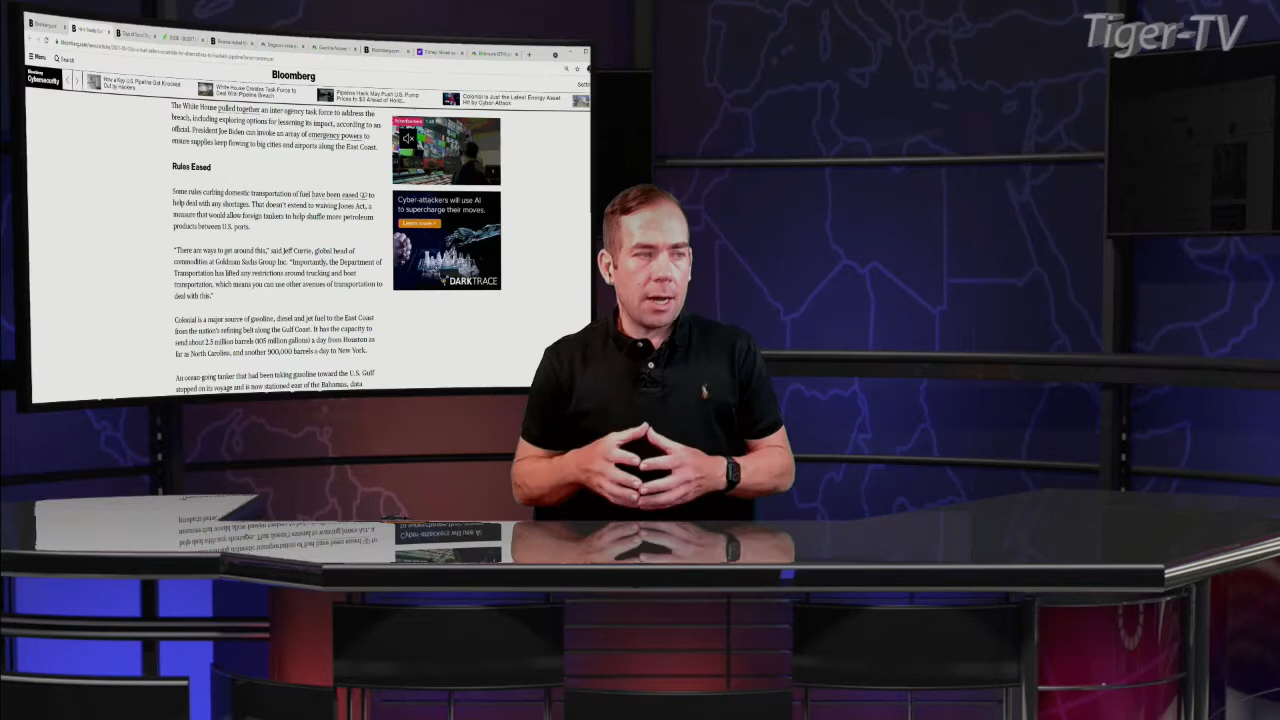 Tiger-TV
Menu
Search
Bloomberg
Bloomberg
Cybersecurity
How a Key U.S. Pipeline Got Knocked
Out by Hackers
White House Creates Task Force to
Deal With Pipeline Breach
Pipeline Hack May Push U.S. Pump
Prices to $3 Ahead of Holid...
Colonial Is Just the Latest Energy Asset
Hit by Cyber-Attack
The White House pulled together an inter-agency task force to address the
breach, including exploring options for lessening its impact, according to an
official. President Joe Biden can invoke an array of emergency powers to
ensure supplies keep flowing to big cities and airports along the East Coast.
Rules Eased
Some rules curbing domestic transportation of fuel have been eased to
help deal with any shortages. That doesn't extend to waiving Jones Act, a
measure that would allow foreign tankers to help shuffle more petroleum
products between U.S. ports.
"There are ways to get around this," said Jeff Currie, global head of
commodities at Goldman Sachs Group Inc. "Importantly, the Department of
Transportation has lifted any restrictions around trucking and boat
transportation, which means you can use other avenues of transportation to
deal with this."
Colonial is a major source of gasoline, diesel and jet fuel to the East Coast
from the nation's refining belt along the Gulf Coast. It has the capacity to
send about 2.5 million barrels (105 million gallons) a day from Houston as
far as North Carolina, and another 900,000 barrels a day to New York.
An ocean-going tanker that had been taking gasoline toward the U.S. Gulf
stopped on its voyage and is now stationed east of the Bahamas, data
Advertisement
Cyber-attackers will use AI
to supercharge their moves.
Learn more >
DARKTRACE